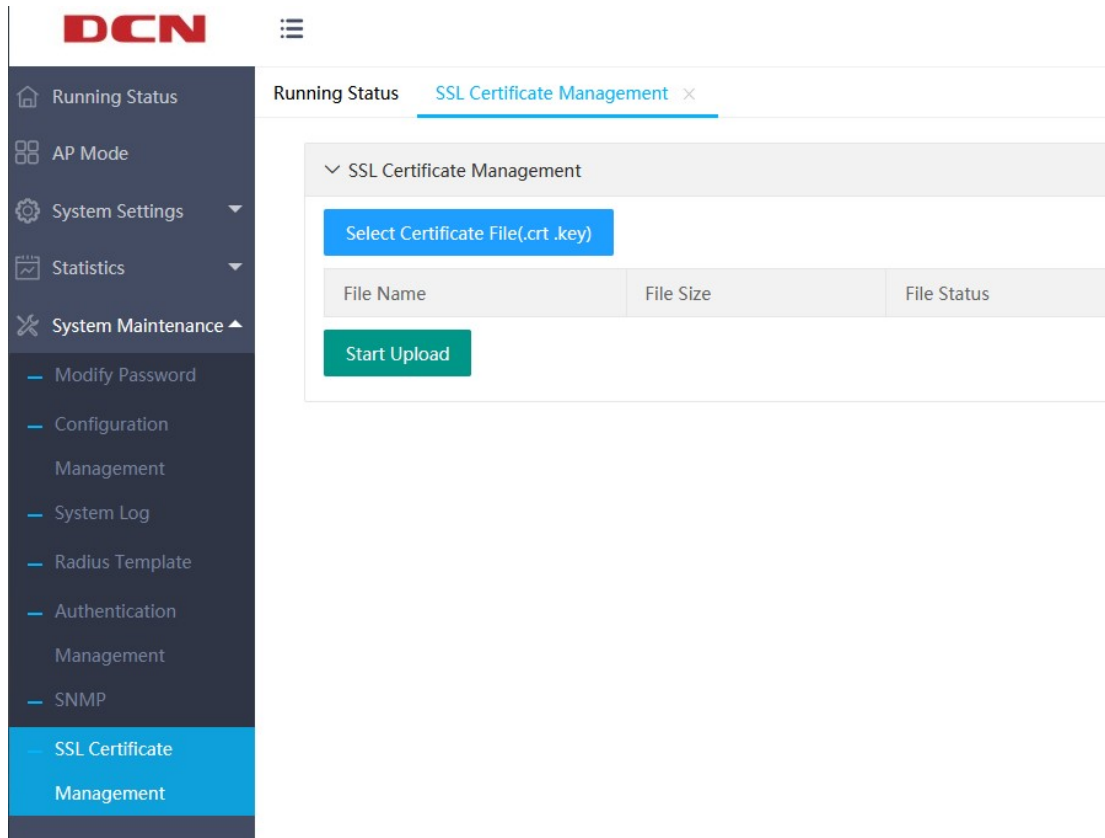 DCN
Running Status
AP Mode
System Settings
Statistics
System Maintenance
Modify Password
Configuration
Management
System Log
Radius Template
Authentication
Management
SNMP
SSL Certificate
Management
Running Status SSL Certificate Management ×
SSL Certificate Management
Select Certificate File(.crt .key)
File Name File Size File Status
Start Upload